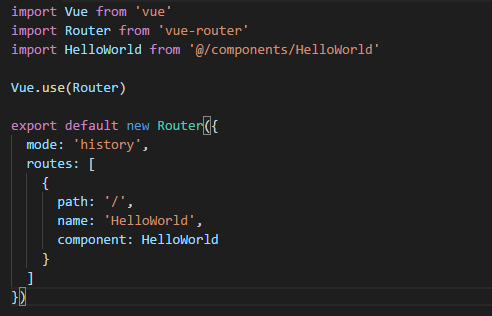 import Vue from 'vue'
import Router from 'vue-router'
import HelloWorld from '@/components/HelloWorld'

Vue.use(Router)

export default new Router({
  mode: 'history',
  routes: [
    {
      path: '/',
      name: 'HelloWorld',
      component: HelloWorld
    }
  ]
})